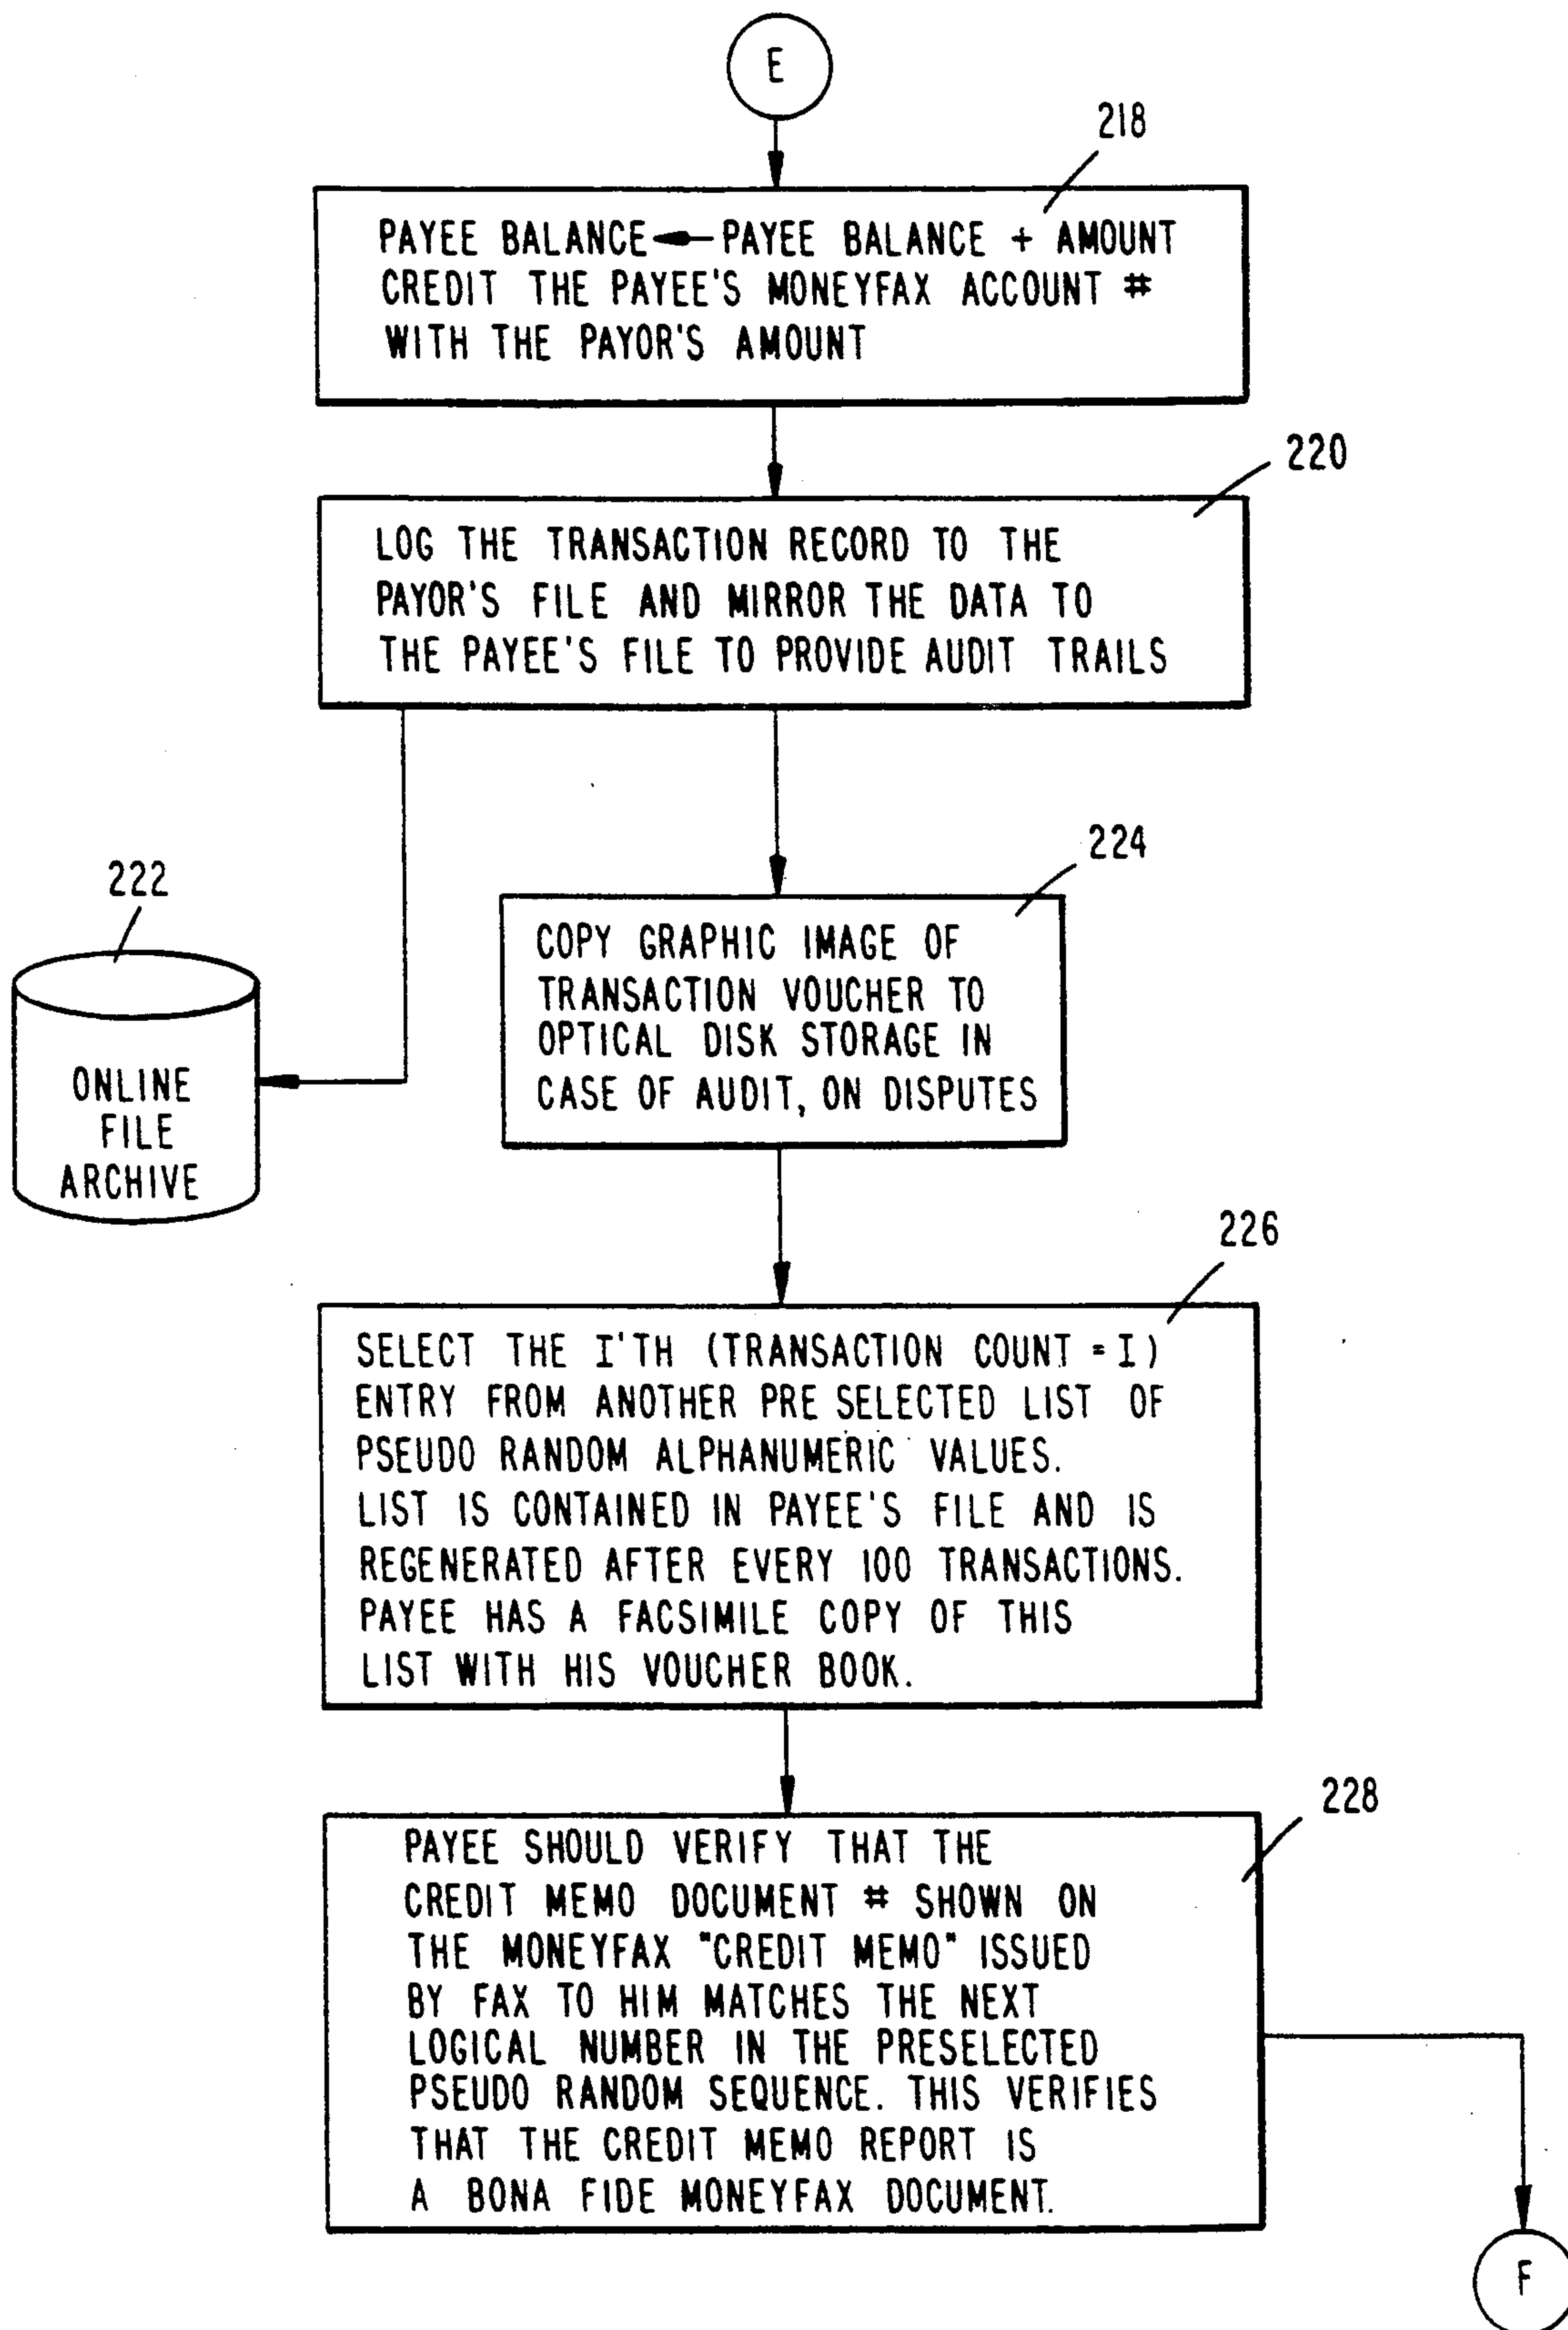 E
218
PAYEE BALANCE ← PAYEE BALANCE + AMOUNT
CREDIT THE PAYEE'S MONEYFAX ACCOUNT #
WITH THE PAYOR'S AMOUNT
220
LOG THE TRANSACTION RECORD TO THE
PAYOR'S FILE AND MIRROR THE DATA TO
THE PAYEE'S FILE TO PROVIDE AUDIT TRAILS
222
ONLINE
FILE
ARCHIVE
224
COPY GRAPHIC IMAGE OF
TRANSACTION VOUCHER TO
OPTICAL DISK STORAGE IN
CASE OF AUDIT, ON DISPUTES
226
SELECT THE I'TH (TRANSACTION COUNT = I)
ENTRY FROM ANOTHER PRE SELECTED LIST OF
PSEUDO RANDOM ALPHANUMERIC VALUES.
LIST IS CONTAINED IN PAYEE'S FILE AND IS
REGENERATED AFTER EVERY 100 TRANSACTIONS.
PAYEE HAS A FACSIMILE COPY OF THIS
LIST WITH HIS VOUCHER BOOK.
228
PAYEE SHOULD VERIFY THAT THE
CREDIT MEMO DOCUMENT # SHOWN ON
THE MONEYFAX "CREDIT MEMO" ISSUED
BY FAX TO HIM MATCHES THE NEXT
LOGICAL NUMBER IN THE PRESELECTED
PSEUDO RANDOM SEQUENCE. THIS VERIFIES
THAT THE CREDIT MEMO REPORT IS
A BONA FIDE MONEYFAX DOCUMENT.
F